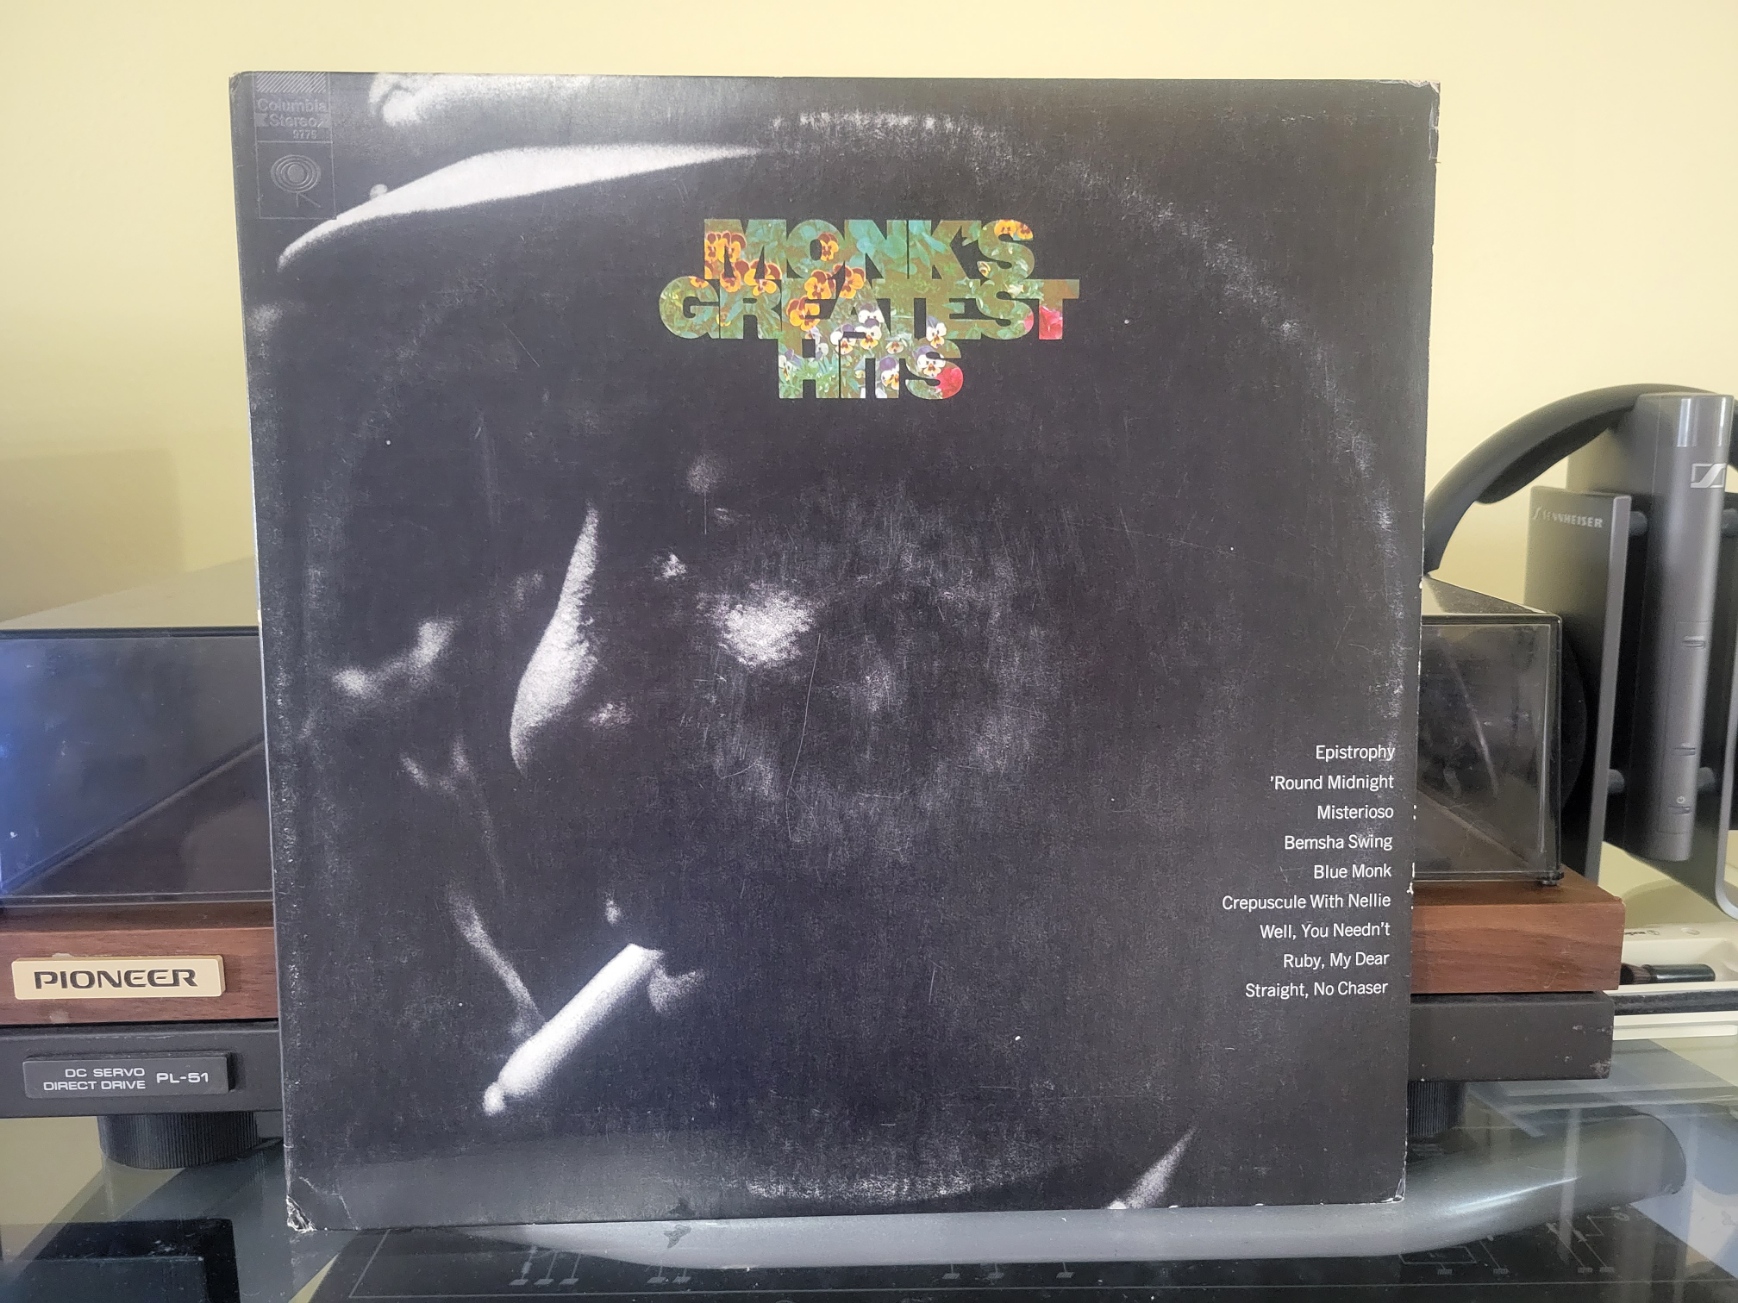 Columbia
Stereo
9775
MONK'S
GREATEST
HITS
Epistrophy
'Round Midnight
Misterioso
Bemsha Swing
Blue Monk
Crepuscule With Nellie
Well, You Needn't
Ruby, My Dear
Straight, No Chaser
PIONEER
DC SERVO
DIRECT DRIVE PL-51
SENNHEISER